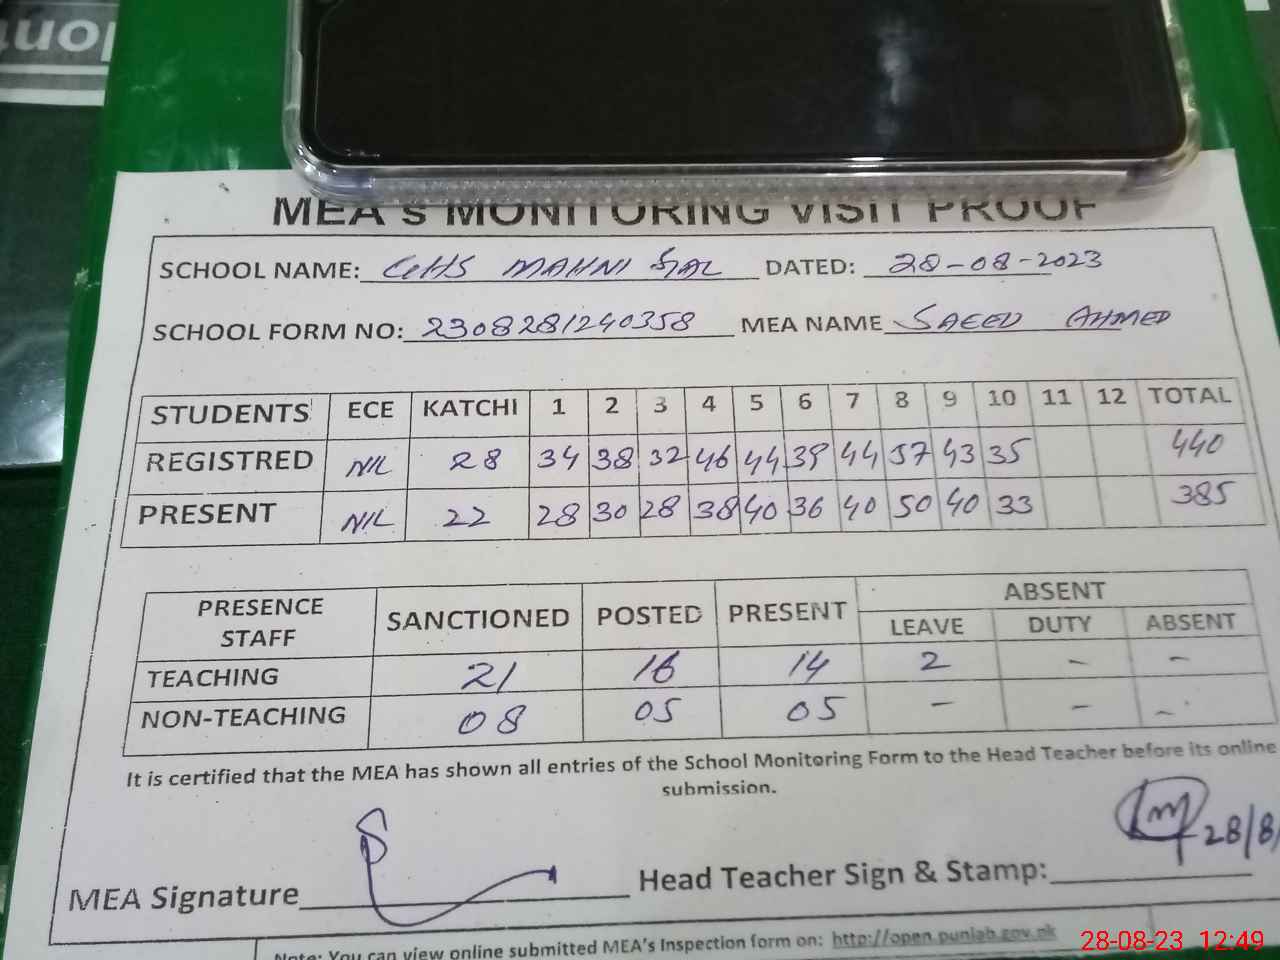 MEA's MONITORING VISIT PROOF
SCHOOL NAME: GHS MAHNI SIAL DATED: 28-08-2023
SCHOOL FORM NO: 2308281240358 MEA NAME SAEED AHMED
STUDENTS ECE KATCHI 1 2 3 4 5 6 7 8 9 10 11 12 TOTAL
REGISTRED NIL 28 34 38 32 46 44 39 44 57 43 35 440
PRESENT NIL 22 28 30 28 38 40 36 40 50 40 33 385
PRESENCE STAFF SANCTIONED POSTED PRESENT ABSENT
LEAVE DUTY ABSENT
TEACHING 21 16 14 2 - -
NON-TEACHING 08 05 05 - - -
It is certified that the MEA has shown all entries of the School Monitoring Form to the Head Teacher before its online
submission.
28/8/
MEA Signature Head Teacher Sign & Stamp:
Note: You can view online submitted MEA's Inspection form on: http://open.punjab.gov.pk
28-08-23 12:49